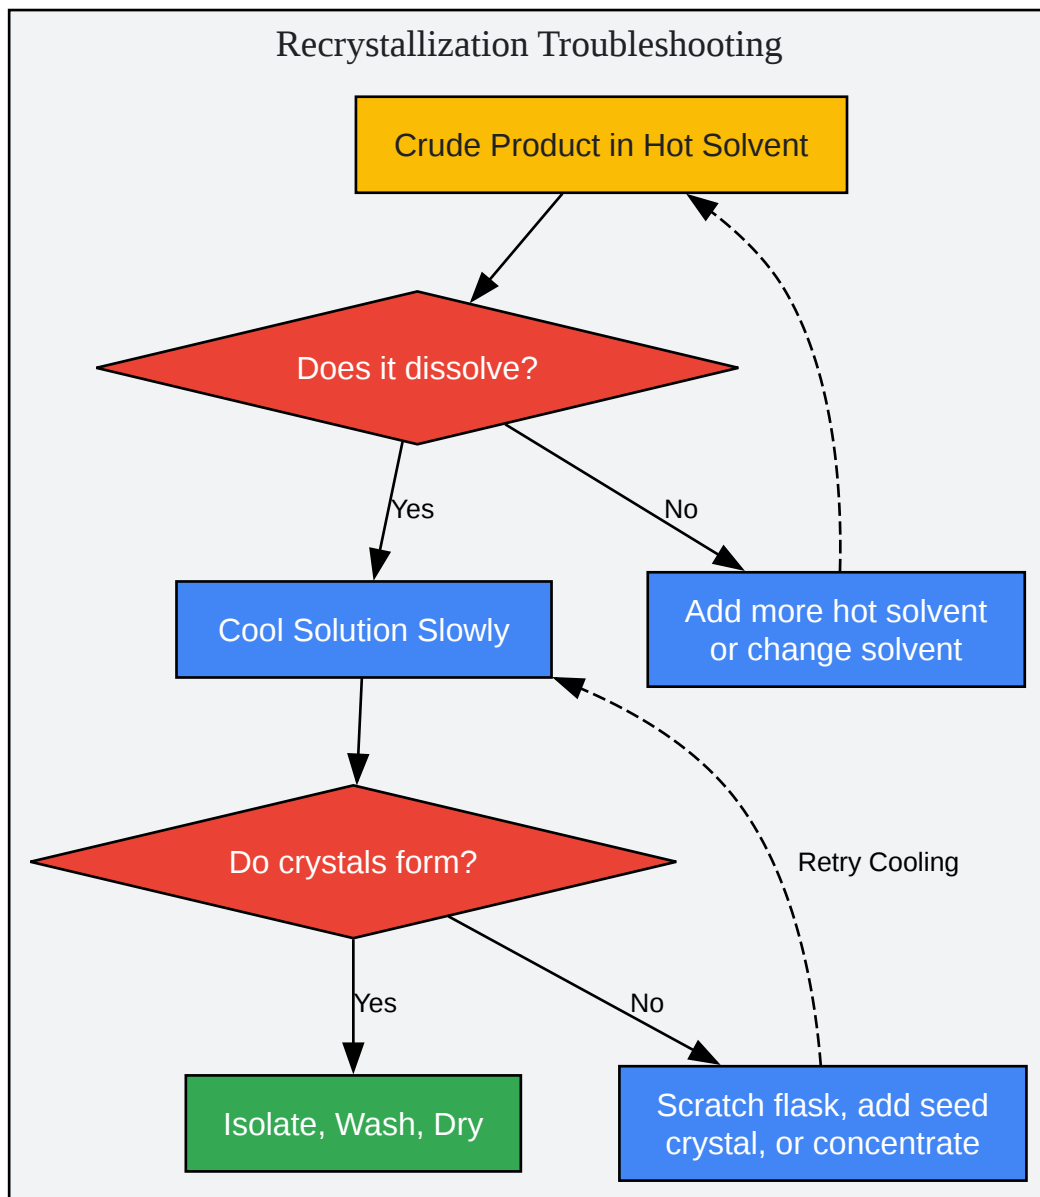 Recrystallization Troubleshooting
Crude Product in Hot Solvent
Does it dissolve?
Yes
No
Cool Solution Slowly
Add more hot solvent
or change solvent
Do crystals form?
Retry Cooling
Yes
No
Isolate, Wash, Dry
Scratch flask, add seed
crystal, or concentrate